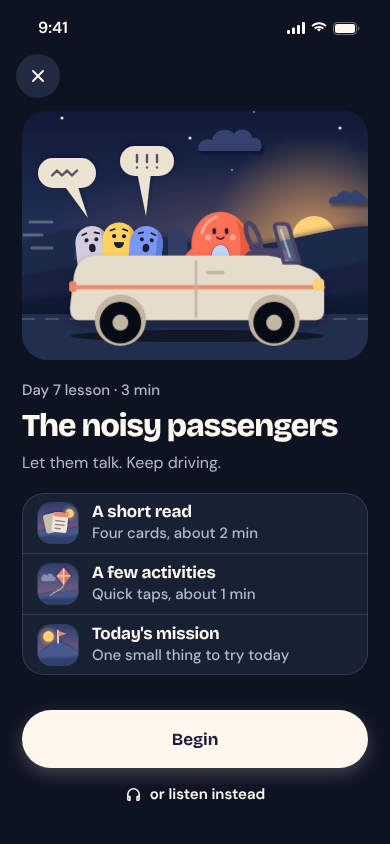 9:41
!!!
Day 7 lesson · 3 min
The noisy passengers
Let them talk. Keep driving.
A short read
Four cards, about 2 min
A few activities
Quick taps, about 1 min
Today's mission
One small thing to try today
Begin
or listen instead